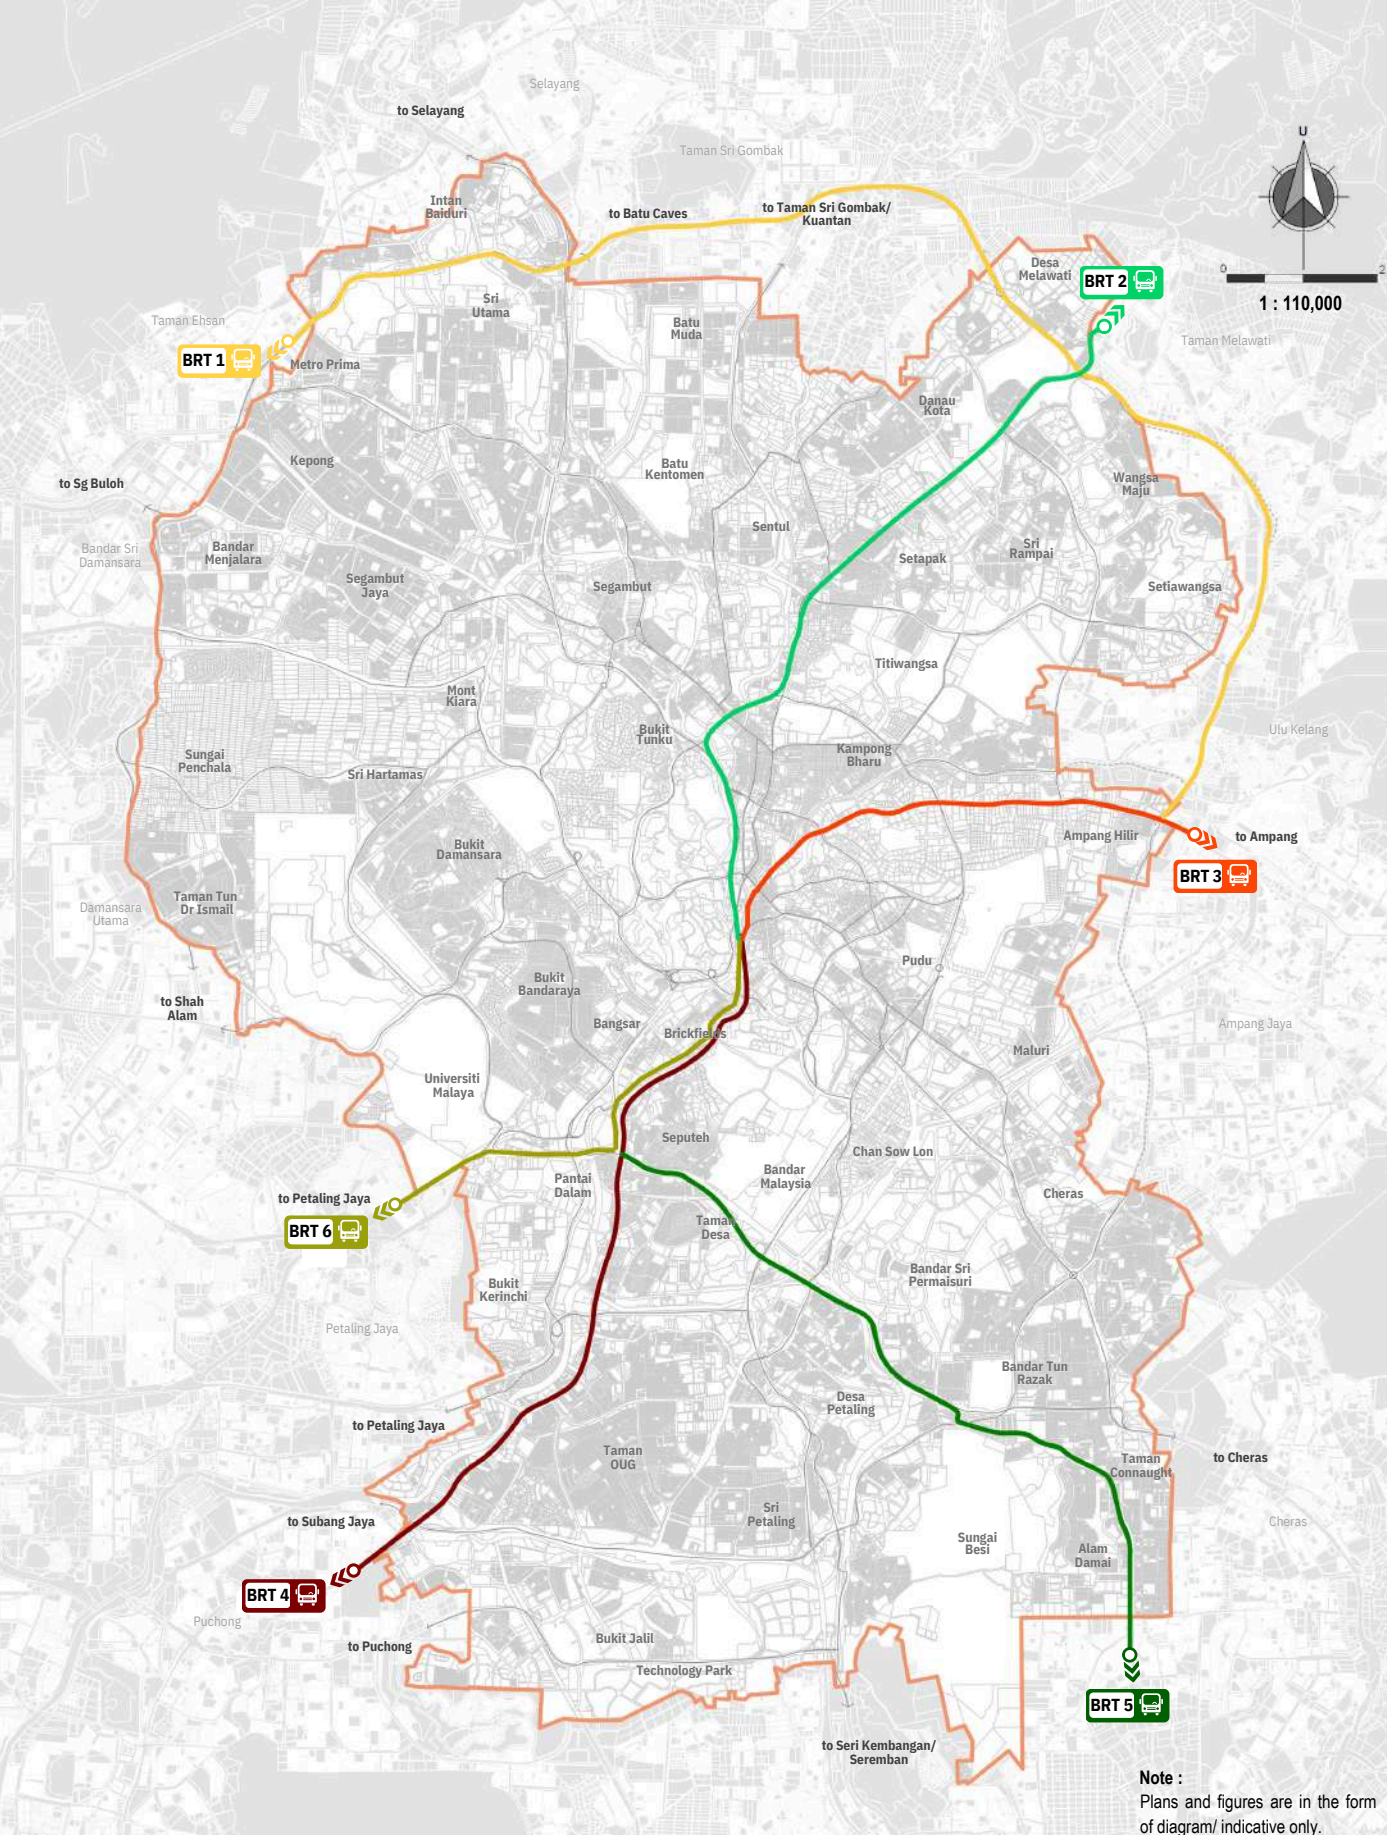 Selayang
to Selayang
U
Taman Sri Gombak
Intan
Baiduri
to Batu Caves
to Taman Sri Gombak/
Kuantan
Desa
Melawati
BRT 2
0
2
1 : 110,000
Sri
Utama
Taman Ehsan
Batu
Muda
Taman Melawati
BRT 1
Metro Prima
Danau
Kota
Kepong
Batu
Kentomen
to Sg Buloh
Wangsa
Maju
Sentul
Bandar Sri
Damansara
Bandar
Menjalara
Sri
Rampai
Setapak
Segambut
Jaya
Segambut
Setiawangsa
Titiwangsa
Mont
Kiara
Bukit
Tunku
Ulu Kelang
Sungai
Penchala
Kampong
Bharu
Sri Hartamas
Ampang Hilir
to Ampang
Bukit
Damansara
BRT 3
Taman Tun
Dr Ismail
Damansara
Utama
Pudu
Bukit
Bandaraya
to Shah
Alam
Bangsar
Brickfields
Ampang Jaya
Maluri
Universiti
Malaya
Seputeh
Chan Sow Lon
Bandar
Malaysia
Pantai
Dalam
Cheras
to Petaling Jaya
BRT 6
Taman
Desa
Bandar Sri
Permaisuri
Bukit
Kerinchi
Petaling Jaya
Bandar Tun
Razak
Desa
Petaling
to Petaling Jaya
Taman
OUG
Taman
Connaught
to Cheras
Sri
Petaling
to Subang Jaya
Cheras
Sungai
Besi
Alam
Damai
BRT 4
Puchong
Bukit Jalil
to Puchong
Technology Park
BRT 5
to Seri Kembangan/
Seremban
Note :
Plans and figures are in the form
of diagram/ indicative only.